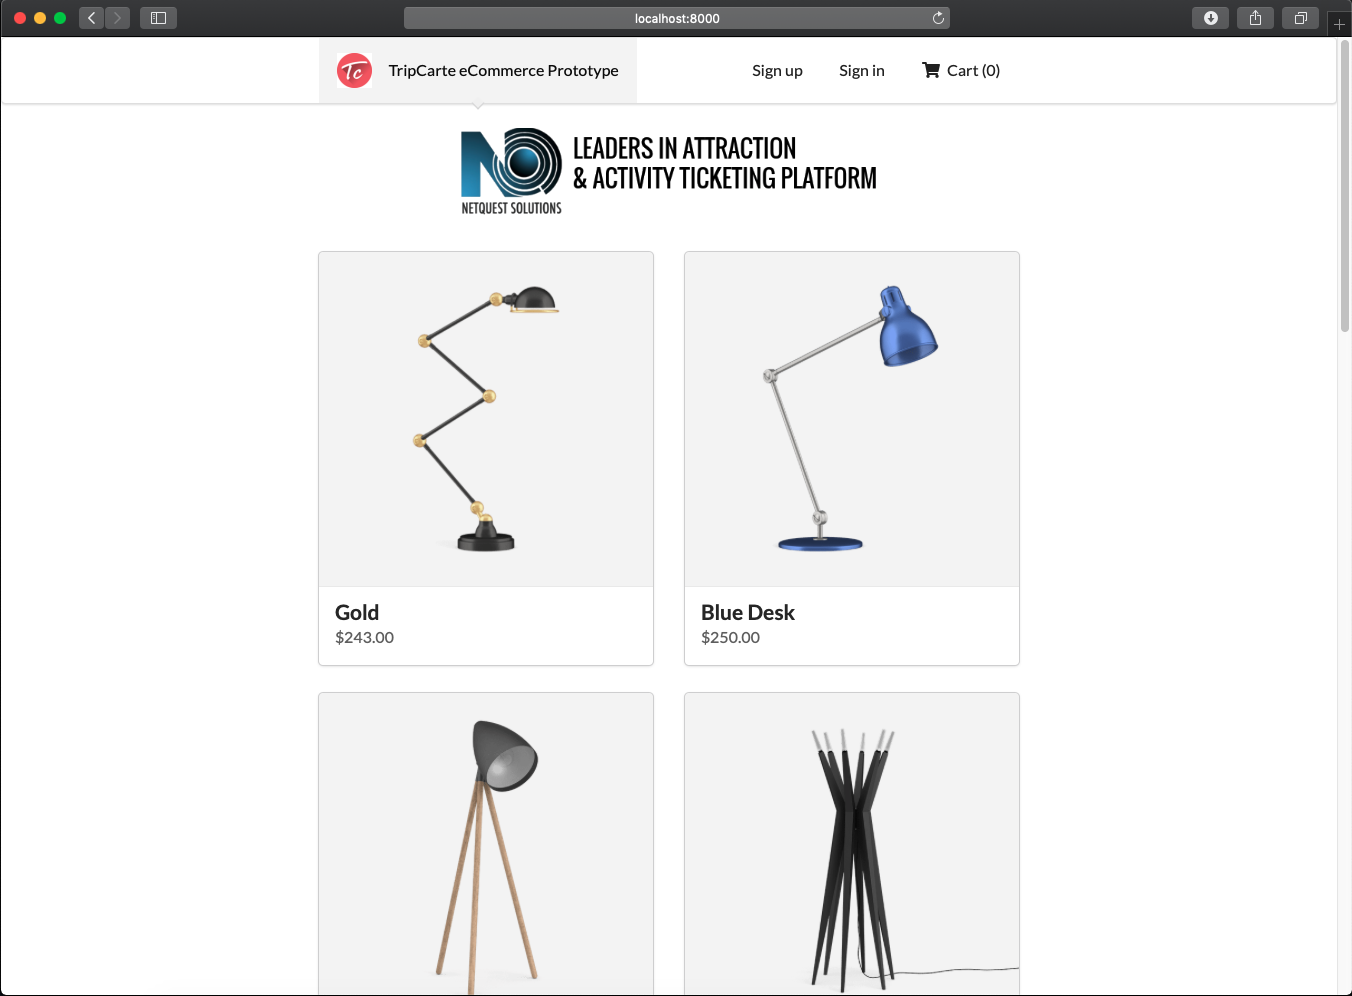 localhost:8000
Tc TripCarte eCommerce Prototype Sign up Sign in Cart (0)
LEADERS IN ATTRACTION
& ACTIVITY TICKETING PLATFORM
NQ
NETQUEST SOLUTIONS
Gold
$243.00
Blue Desk
$250.00